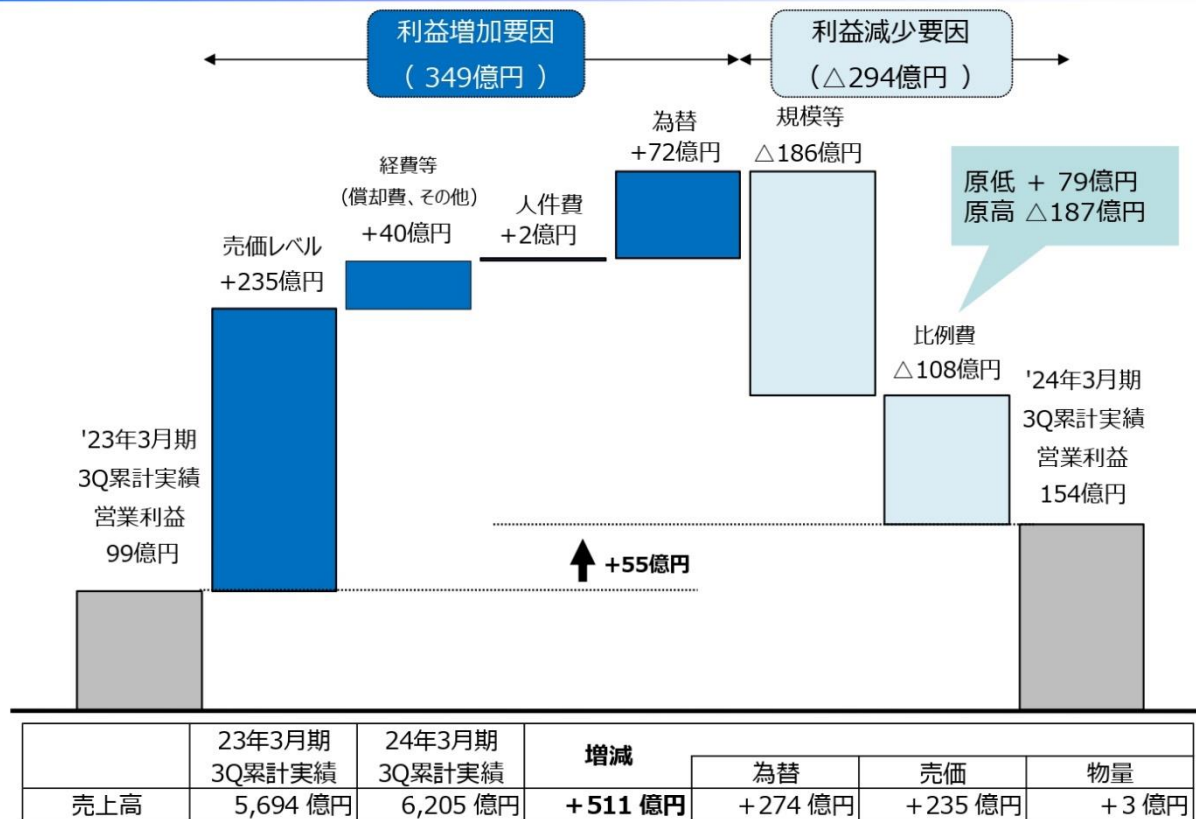 利益増加要因
( 349億円 )
利益減少要因
(△294億円 )
為替
+72億円
規模等
△186億円
経費等
(償却費、その他)
+40億円
人件費
+2億円
原低 + 79億円
原高 △187億円
売価レベル
+235億円
比例費
△108億円
'24年3月期
3Q累計実績
営業利益
154億円
'23年3月期
3Q累計実績
営業利益
99億円
+55億円
23年3月期 24年3月期 増減
3Q累計実績 3Q累計実績 為替 売価 物量
売上高 5,694 億円 6,205 億円 +511 億円 +274 億円 +235 億円 +3 億円